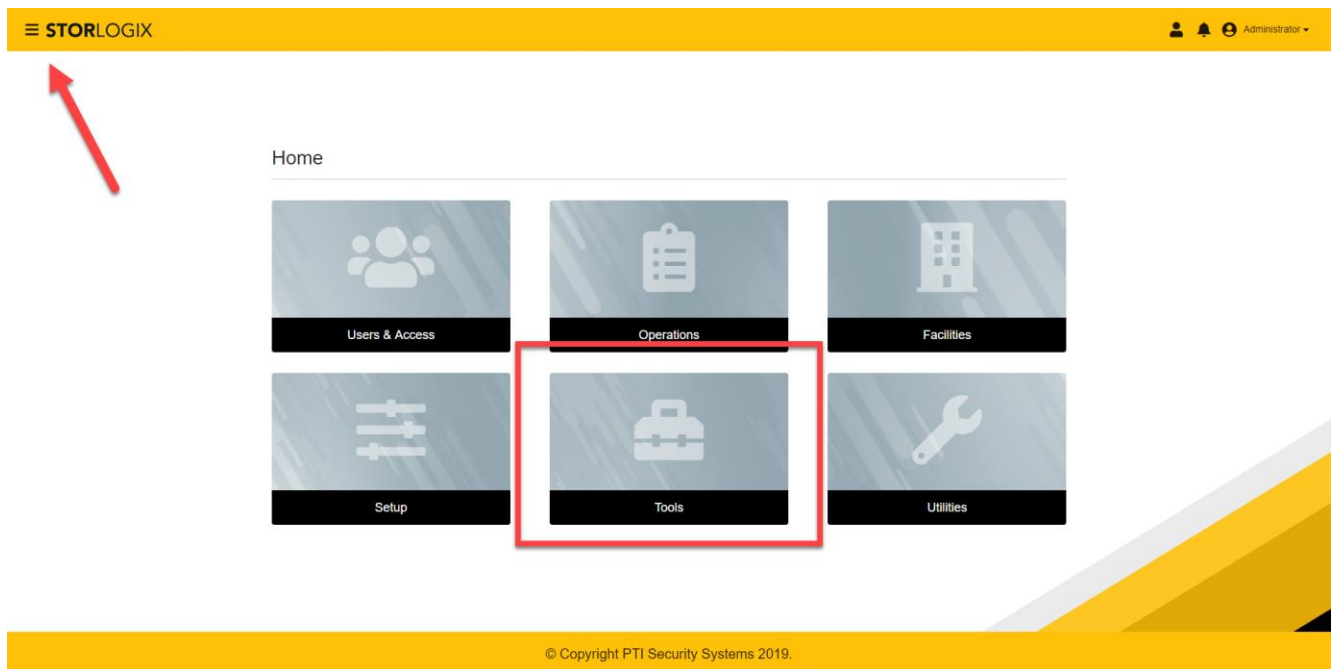 STORLOGIX
Administrator
Home
Users & Access
Operations
Facilities
Setup
Tools
Utilities
© Copyright PTI Security Systems 2019.